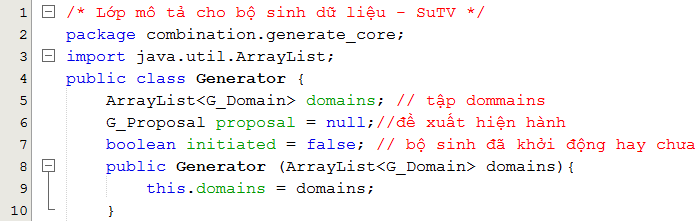 1 /* Lớp mô tả cho bộ sinh dữ liệu - SuTV */
2 package combination.generate_core;
3 import java.util.ArrayList;
4 public class Generator {
5 ArrayList<G_Domain> domains; // tập dommains
6 G_Proposal proposal = null;//đề xuất hiện hành
7 boolean initiated = false; // bộ sinh đã khởi động hay chưa
8 public Generator (ArrayList<G_Domain> domains){
9 this.domains = domains;
10 }